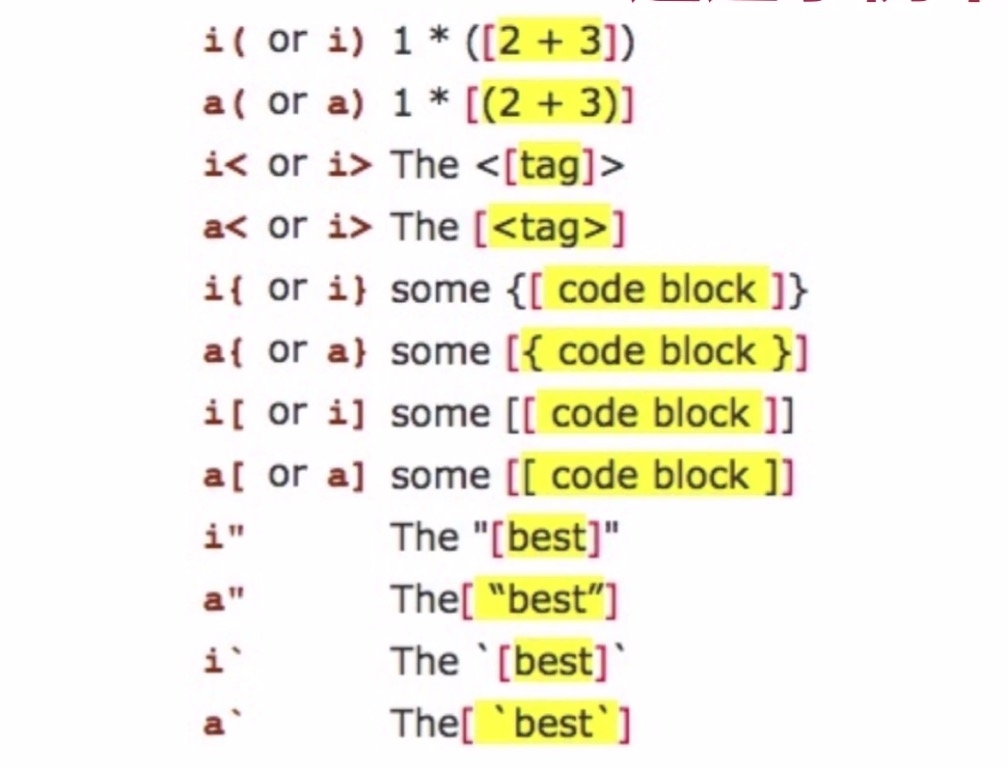 i( or i) 1 * ([2 + 3])
a( or a) 1 * [(2 + 3)]
i< or i> The <[tag]>
a< or i> The [<tag>]
i{ or i} some {[ code block ]}
a{ or a} some [{ code block }]
i[ or i] some [[ code block ]]
a[ or a] some [[ code block ]]
i" The "[best]"
a" The[ “best”]
i` The `[best]`
a` The[ `best`]